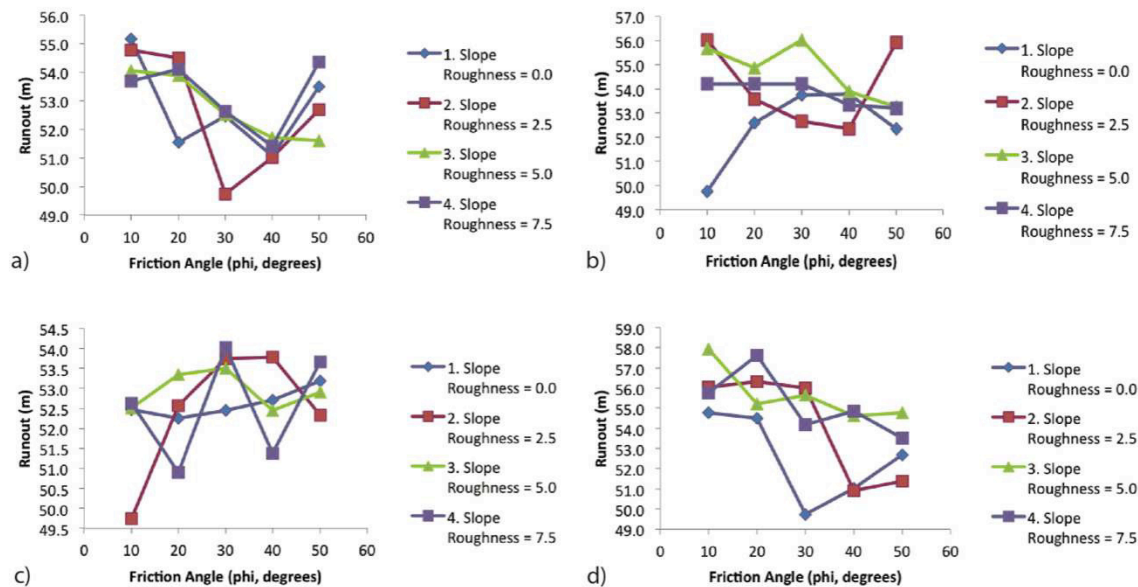 56.0
55.0
54.0
53.0
52.0
51.0
50.0
49.0
Runout (m)
0 10 20 30 40 50 60
Friction Angle (phi, degrees)
1. Slope
Roughness = 0.0
2. Slope
Roughness = 2.5
3. Slope
Roughness = 5.0
4. Slope
Roughness = 7.5
a)
57.0
56.0
55.0
54.0
53.0
52.0
51.0
50.0
49.0
Runout (m)
0 10 20 30 40 50 60
Friction Angle (phi, degrees)
1. Slope
Roughness = 0.0
2. Slope
Roughness = 2.5
3. Slope
Roughness = 5.0
4. Slope
Roughness = 7.5
b)
54.5
54.0
53.5
53.0
52.5
52.0
51.5
51.0
50.5
50.0
49.5
Runout (m)
0 10 20 30 40 50 60
Friction Angle (phi, degrees)
1. Slope
Roughness = 0.0
2. Slope
Roughness = 2.5
3. Slope
Roughness = 5.0
4. Slope
Roughness = 7.5
c)
59.0
58.0
57.0
56.0
55.0
54.0
53.0
52.0
51.0
50.0
49.0
Runout (m)
0 10 20 30 40 50 60
Friction Angle (phi, degrees)
1. Slope
Roughness = 0.0
2. Slope
Roughness = 2.5
3. Slope
Roughness = 5.0
4. Slope
Roughness = 7.5
d)